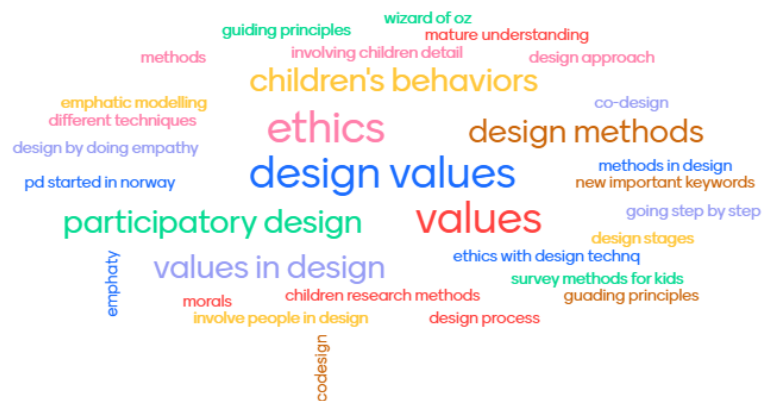 wizard of oz
guiding principles
mature understanding
methods
involving children detail
design approach
children's behaviors
emphatic modelling
co-design
different techniques
ethics
design methods
design by doing empathy
methods in design
design values
pd started in norway
new important keywords
participatory design
values
going step by step
design stages
ethics with design technq
values in design
emphaty
survey methods for kids
morals
children research methods
guading principles
involve people in design
design process
codesign